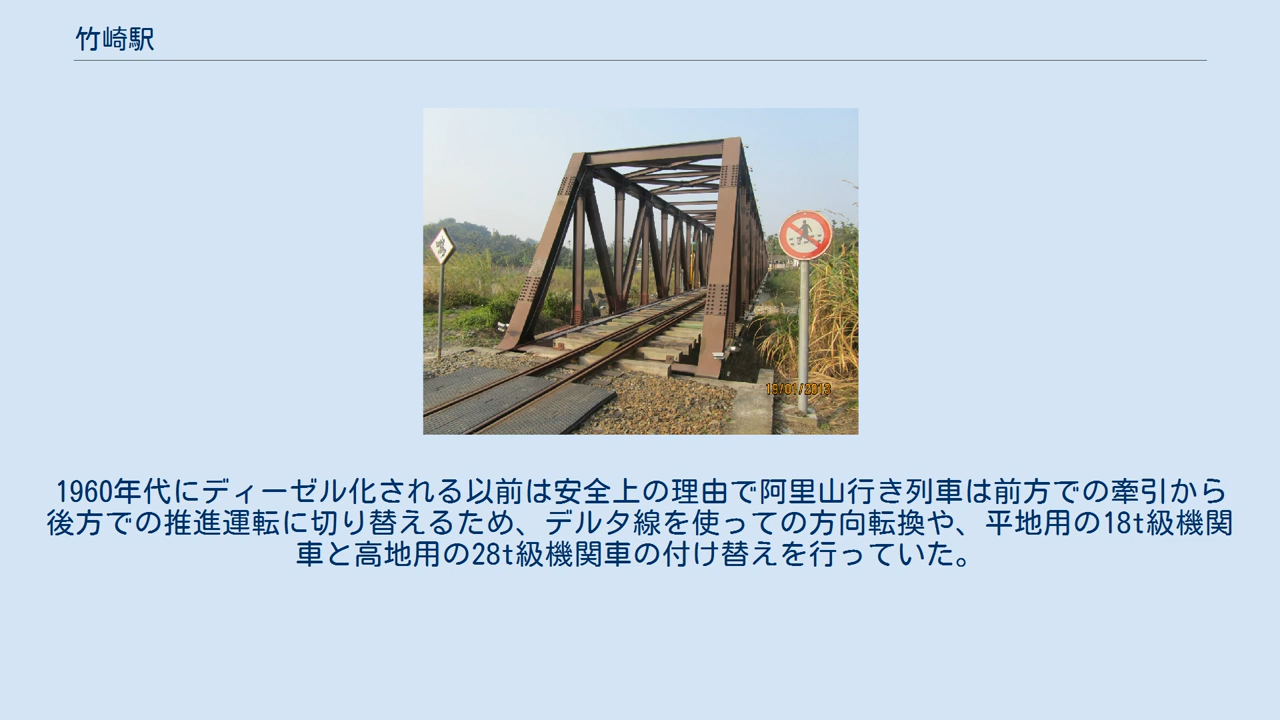 竹崎駅
19/01/2013
1960年代にディーゼル化される以前は安全上の理由で阿里山行き列車は前方での牽引から
後方での推進運転に切り替えるため、デルタ線を使っての方向転換や、平地用の18t級機関
車と高地用の28t級機関車の付け替えを行っていた。